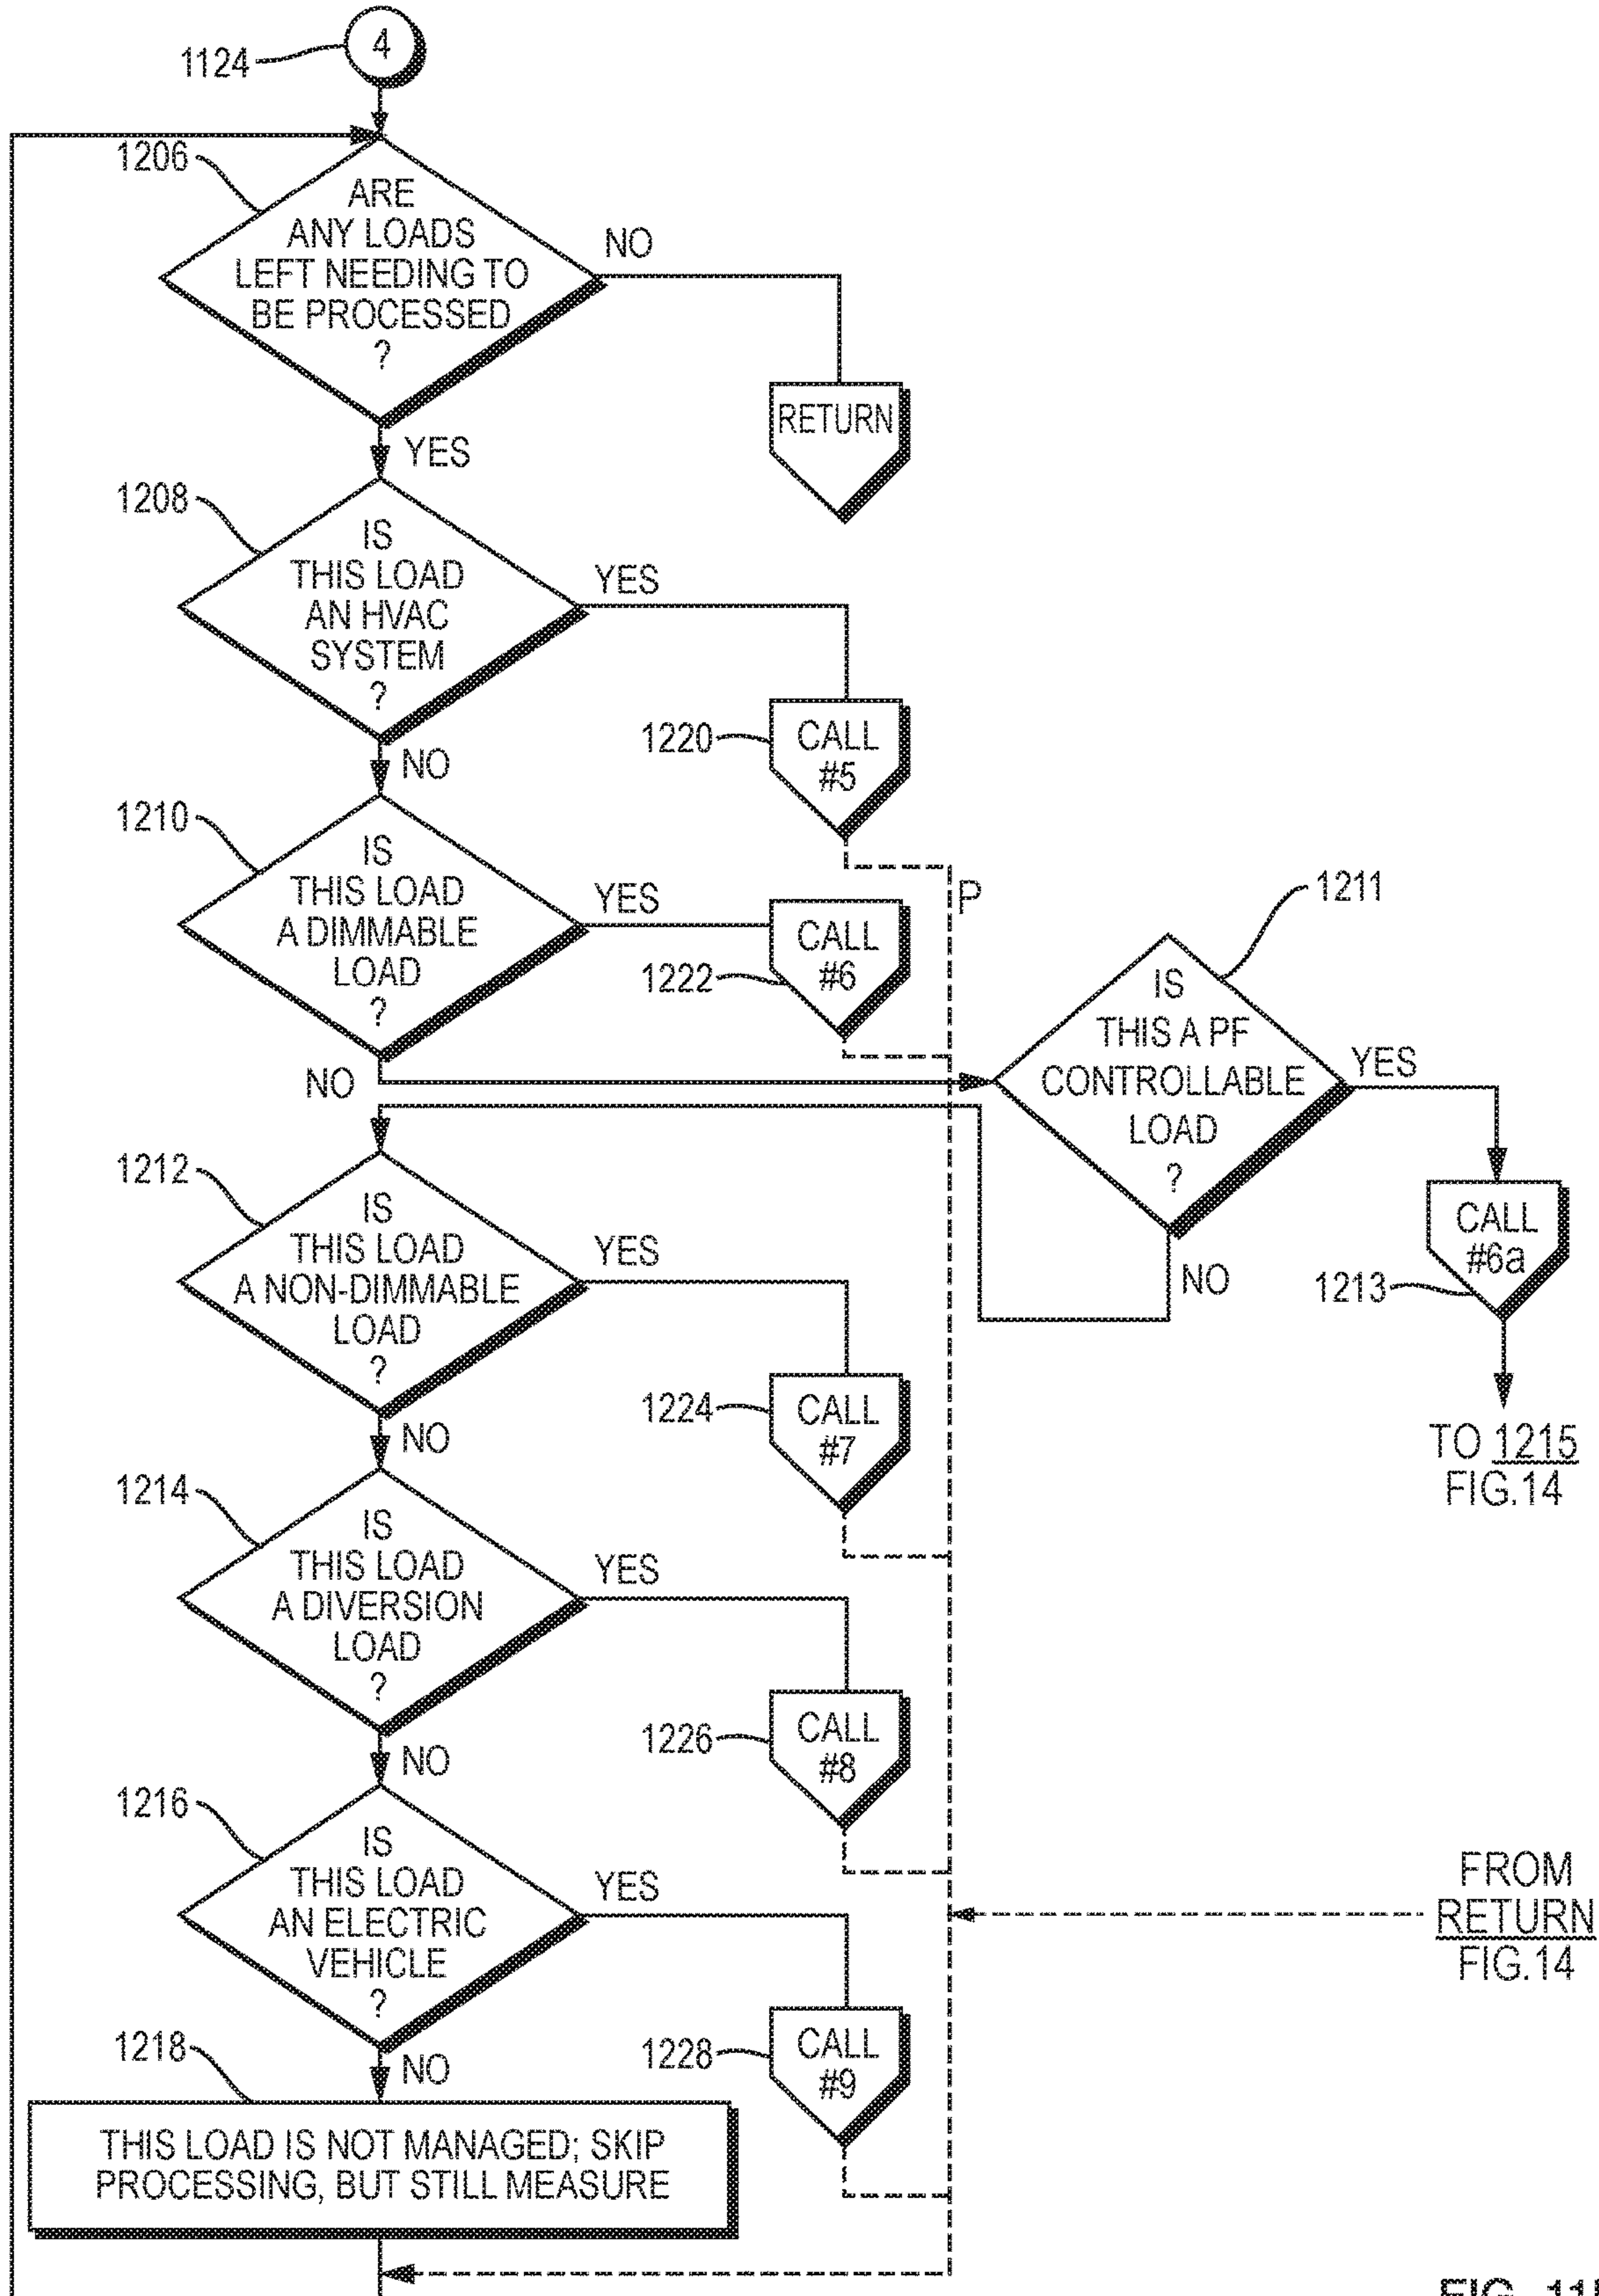 4
1124
1206
ARE
ANY LOADS
LEFT NEEDING TO
BE PROCESSED
?
NO
RETURN
YES
1208
IS
THIS LOAD
AN HVAC
SYSTEM
?
YES
1220
CALL
#5
NO
1210
IS
THIS LOAD
A DIMMABLE
LOAD
?
YES
1222
CALL
#6
P
NO
1211
IS
THIS A PF
CONTROLLABLE
LOAD
?
YES
1213
CALL
#6a
TO 1215
FIG.14
NO
1212
IS
THIS LOAD
A NON-DIMMABLE
LOAD
?
YES
1224
CALL
#7
NO
1214
IS
THIS LOAD
A DIVERSION
LOAD
?
YES
1226
CALL
#8
NO
1216
IS
THIS LOAD
AN ELECTRIC
VEHICLE
?
YES
1228
CALL
#9
FROM
RETURN
FIG.14
NO
1218
THIS LOAD IS NOT MANAGED; SKIP
PROCESSING, BUT STILL MEASURE